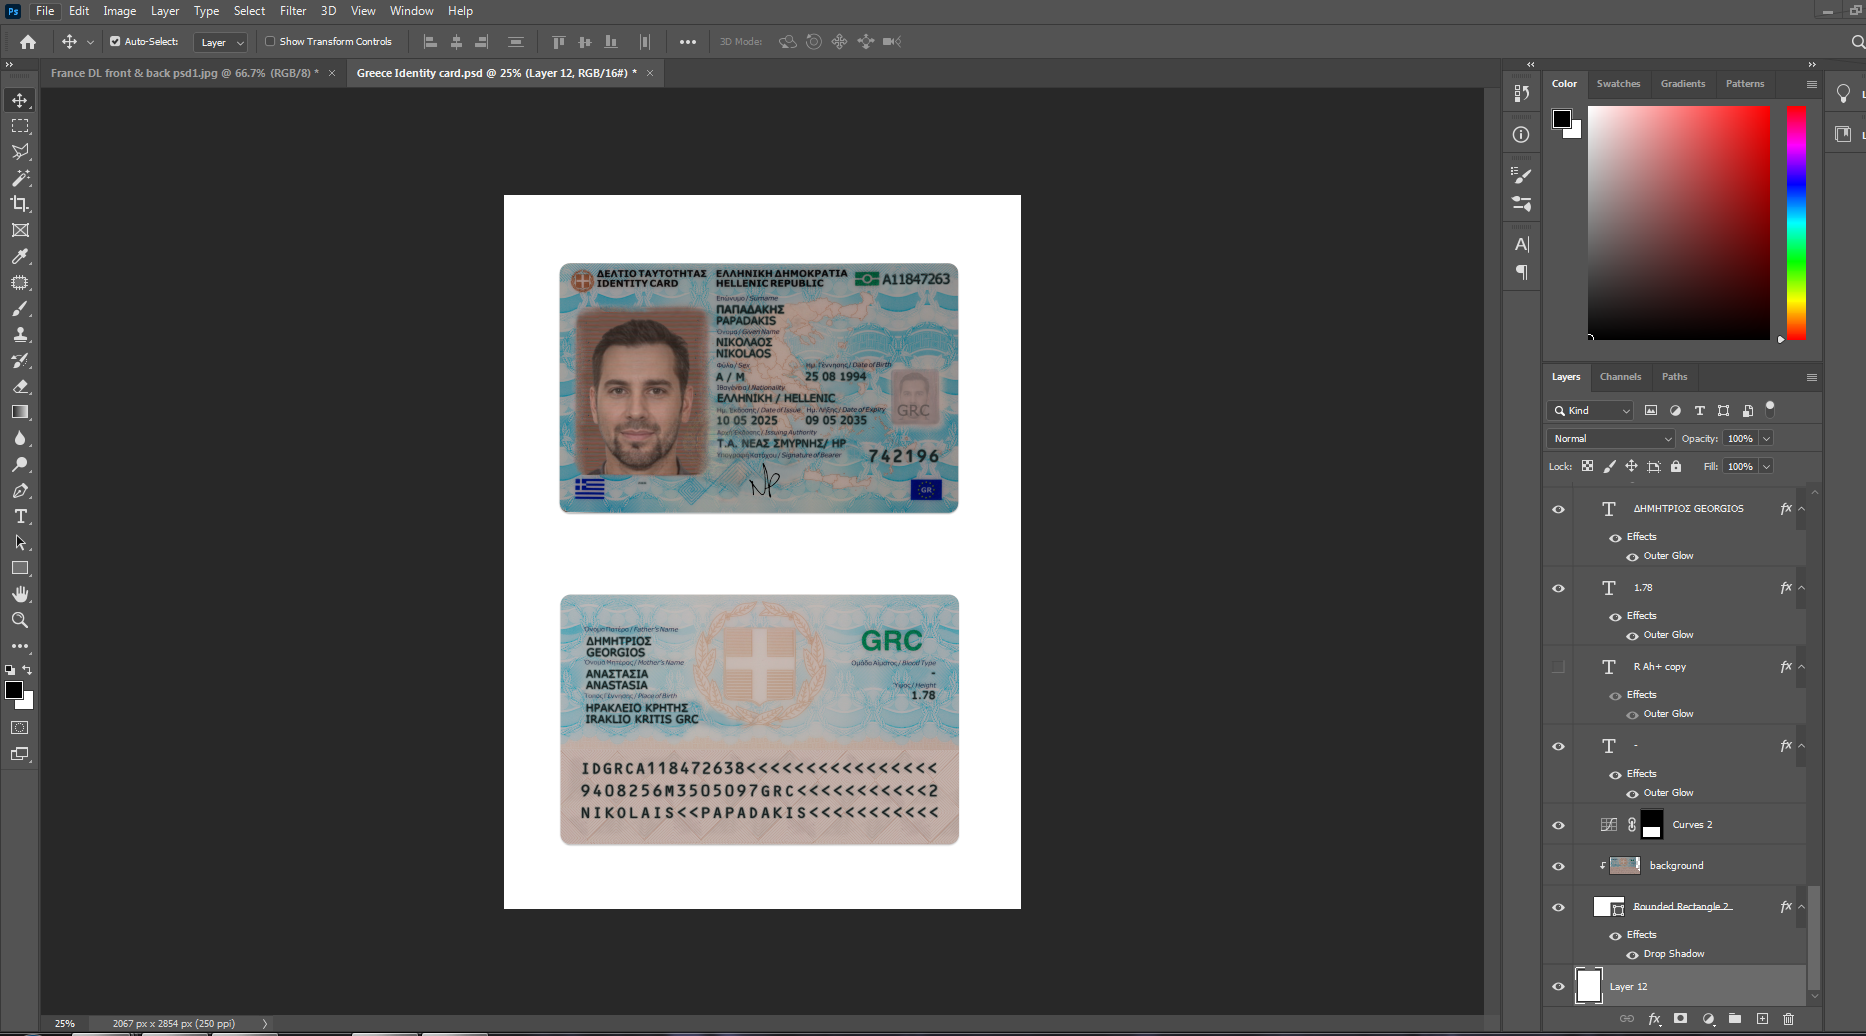 Ps File Edit Image Layer Type Select Filter 3D View Window Help
Auto-Select: Layer Show Transform Controls 3D Mode:
France DL front & back psd1.jpg @ 66.7% (RGB/8) *
Greece Identity card.psd @ 25% (Layer 12, RGB/16#) *
ΔΕΛΤΙΟ ΤΑΥΤΟΤΗΤΑΣ ΕΛΛΗΝΙΚΗ ΔΗΜΟΚΡΑΤΙΑ
IDENTITY CARD HELLENIC REPUBLIC
A11847263
Επώνυμο / Surname
ΠΑΠΑΔΑΚΗΣ
PAPADAKIS
Όνομα / Given Name
ΝΙΚΟΛΑΟΣ
NIKOLAOS
Φύλο / Sex Ημ. Γέννησης / Date of Birth
A / M 25 08 1994
Ιθαγένεια / Nationality
ΕΛΛΗΝΙΚΗ / HELLENIC
Ημ. Έκδοσης / Date of Issue Ημ. Λήξης / Date of Expiry
10 05 2025 09 05 2035
Αρχή Έκδοσης / Issuing Authority
Τ.Α. ΝΕΑΣ ΣΜΥΡΝΗΣ/ HP
Υπογραφή Κατόχου / Signature of Bearer
742196
GRC
NP
GR
Όνομα Πατέρα / Father's Name
ΔΗΜΗΤΡΙΟΣ
GEORGIOS
Όνομα Μητέρας / Mother's Name
ΑΝΑΣΤΑΣΙΑ
ANASTASIA
Τόπος Γέννησης / Place of Birth
ΗΡΑΚΛΕΙΟ ΚΡΗΤΗΣ
IRAKLIO KRITIS GRC
GRC
Ομάδα Αίματος / Blood Type
-
Ύψος / Height
1.78
IDGRCA118472638<<<<<<<<<<<<<<<<
9408256M3505097GRC<<<<<<<<<<<2
NIKOLAIS<<PAPADAKIS<<<<<<<<<<<
Color Swatches Gradients Patterns
Layers Channels Paths
Kind
Normal Opacity: 100%
Lock: Fill: 100%
T ΔΗΜΗΤΡΙΟΣ GEORGIOS fx
Effects
Outer Glow
T 1.78 fx
Effects
Outer Glow
T R Ah+ copy fx
Effects
Outer Glow
T - fx
Effects
Outer Glow
Curves 2
background
Rounded Rectangle 2 fx
Effects
Drop Shadow
Layer 12
25% 2067 px x 2854 px (250 ppi)